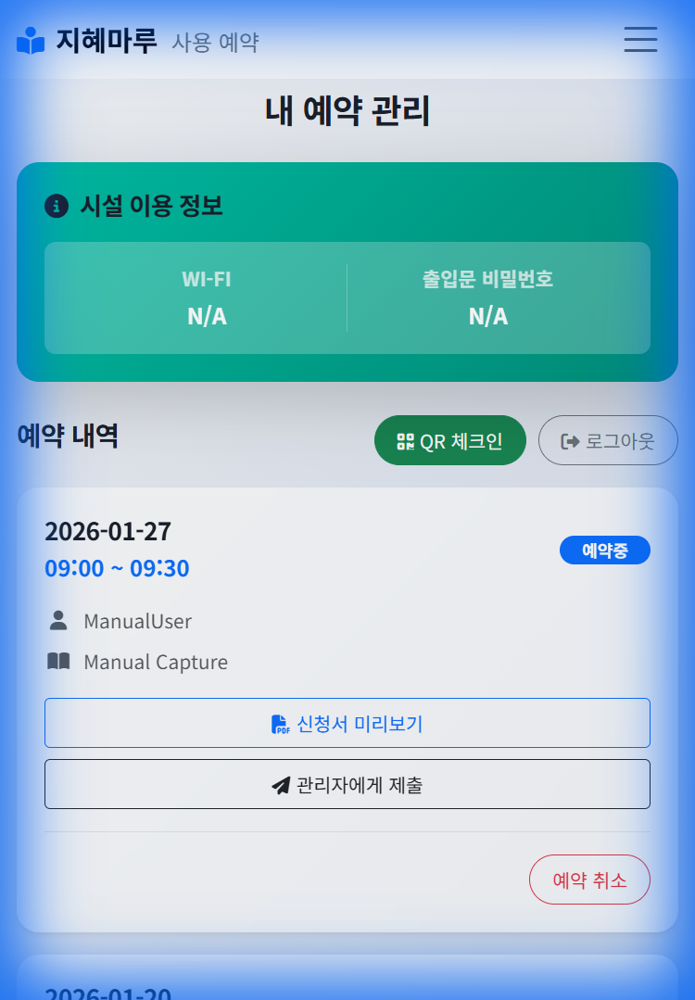 지혜마루 사용 예약
내 예약 관리
시설 이용 정보
WI-FI
N/A
출입문 비밀번호
N/A
예약 내역
QR 체크인
로그아웃
2026-01-27
09:00 ~ 09:30
예약중
ManualUser
Manual Capture
신청서 미리보기
관리자에게 제출
예약 취소
2026-01-20